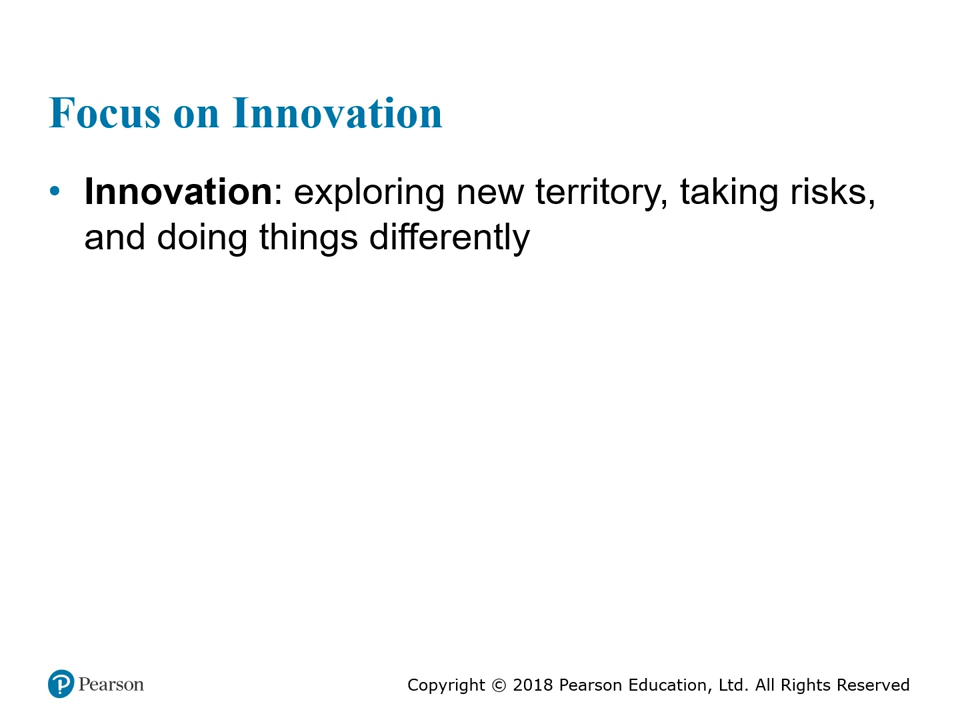 Focus on Innovation
• Innovation: exploring new territory, taking risks,
and doing things differently
Pearson
Copyright © 2018 Pearson Education, Ltd. All Rights Reserved